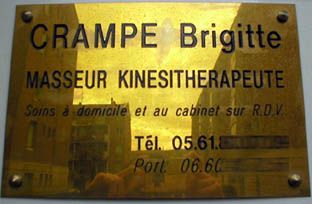 CRAMPE Brigitte
MASSEUR KINESITHERAPEUTE
Soins à domicile et au cabinet sur R.D.V.
Tél. 05.61.
Port. 06.60